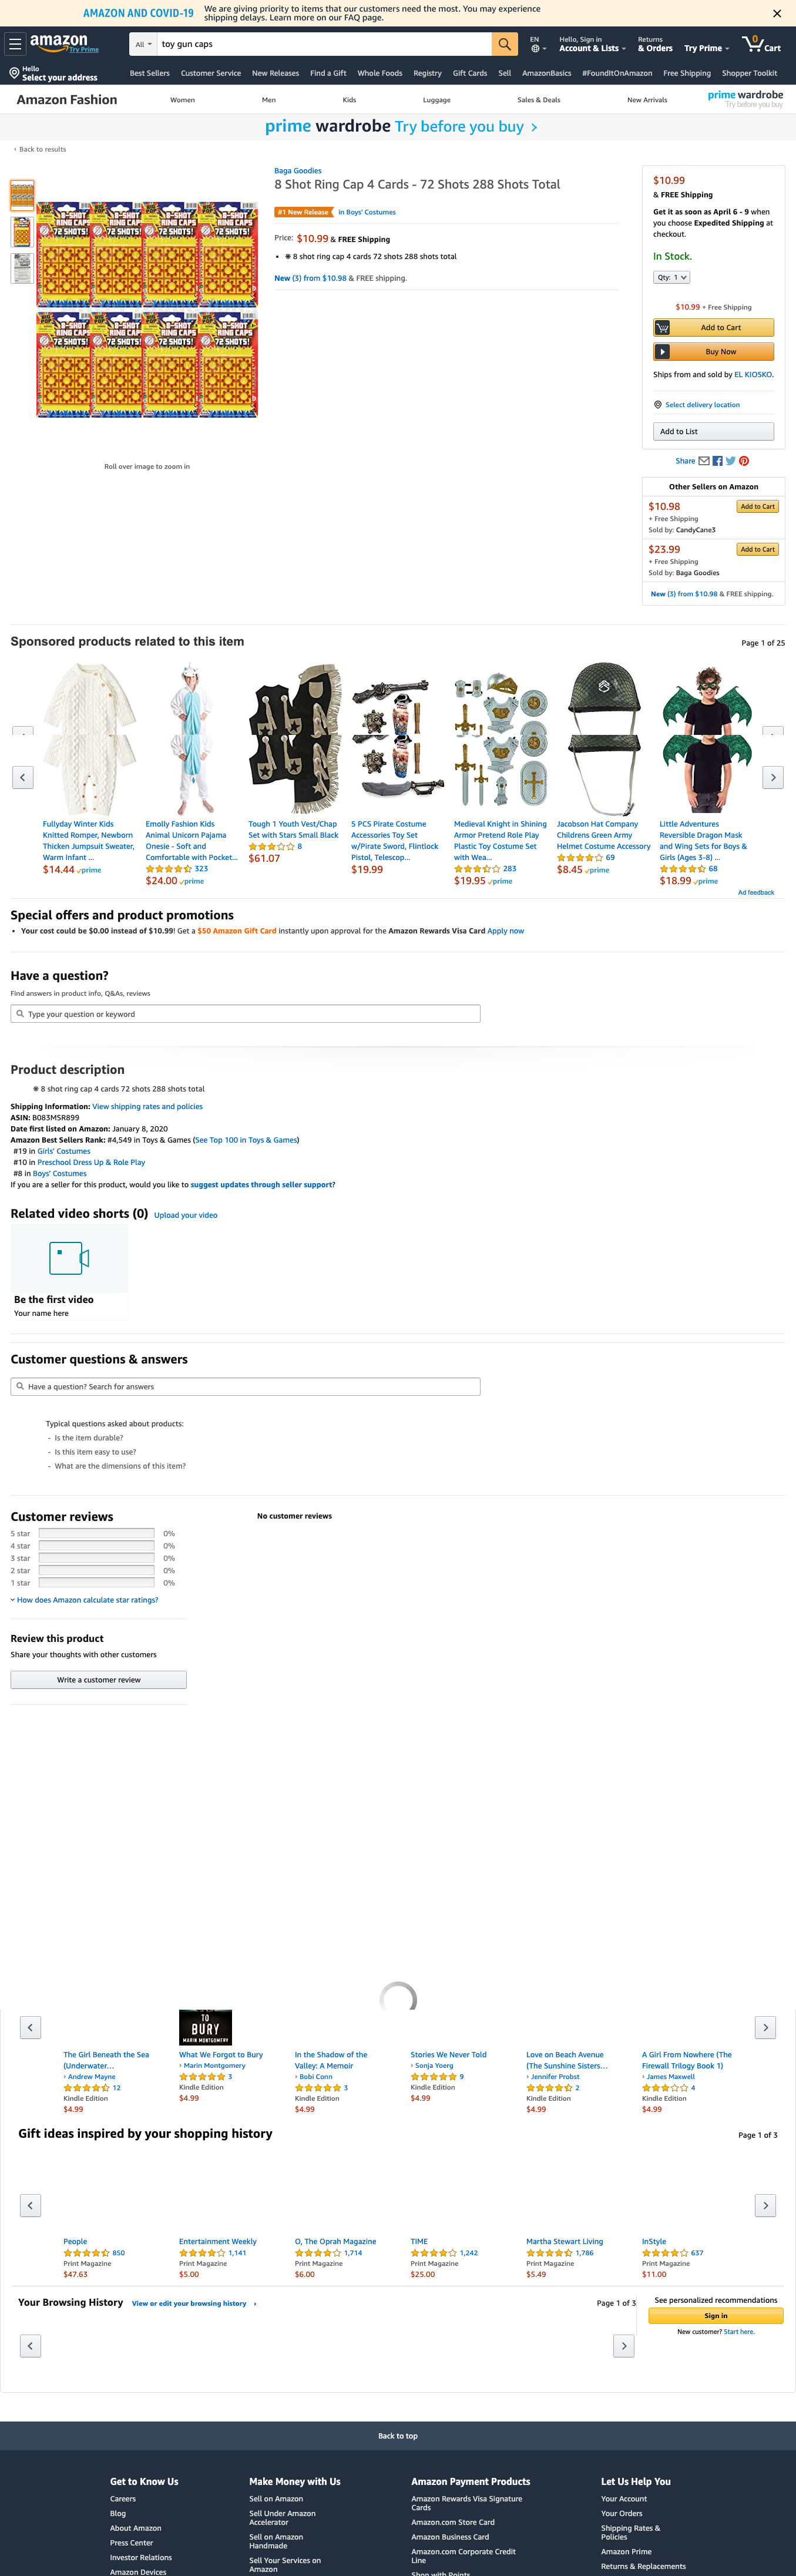 AMAZON AND COVID-19
We are giving priority to items that our customers need the most. You may experience
shipping delays. Learn more on our FAQ page.
amazon
Try Prime
All
toy gun caps
EN
Hello, Sign in
Account & Lists
Returns
& Orders
Try Prime
0
Cart
Hello
Select your address
Best Sellers Customer Service New Releases Find a Gift Whole Foods Registry Gift Cards Sell AmazonBasics #FoundItOnAmazon Free Shipping Shopper Toolkit
Amazon Fashion
Women Men Kids Luggage Sales & Deals New Arrivals
prime wardrobe
Try before you buy
prime wardrobe Try before you buy ›
‹ Back to results
Baga Goodies
8 Shot Ring Cap 4 Cards - 72 Shots 288 Shots Total
#1 New Release in Boys' Costumes
Price: $10.99 & FREE Shipping
• ❋ 8 shot ring cap 4 cards 72 shots 288 shots total
New (3) from $10.98 & FREE shipping.
8-SHOT
RING CAPS
72 SHOTS!
Roll over image to zoom in
$10.99
& FREE Shipping
Get it as soon as April 6 - 9 when
you choose Expedited Shipping at
checkout.
In Stock.
Qty: 1
$10.99 + Free Shipping
Add to Cart
Buy Now
Ships from and sold by EL KIOSKO.
Select delivery location
Add to List
Share
Other Sellers on Amazon
$10.98
Add to Cart
+ Free Shipping
Sold by: CandyCane3
$23.99
Add to Cart
+ Free Shipping
Sold by: Baga Goodies
New (3) from $10.98 & FREE shipping.
Sponsored products related to this item
Page 1 of 25
Fullyday Winter Kids
Knitted Romper, Newborn
Thicken Jumpsuit Sweater,
Warm Infant ...
$14.44 prime
Emolly Fashion Kids
Animal Unicorn Pajama
Onesie - Soft and
Comfortable with Pocket...
323
$24.00 prime
Tough 1 Youth Vest/Chap
Set with Stars Small Black
8
$61.07
5 PCS Pirate Costume
Accessories Toy Set
w/Pirate Sword, Flintlock
Pistol, Telescop...
$19.99
Medieval Knight in Shining
Armor Pretend Role Play
Plastic Toy Costume Set
with Wea...
283
$19.95 prime
Jacobson Hat Company
Childrens Green Army
Helmet Costume Accessory
69
$8.45 prime
Little Adventures
Reversible Dragon Mask
and Wing Sets for Boys &
Girls (Ages 3-8) ...
68
$18.99 prime
Ad feedback
Special offers and product promotions
• Your cost could be $0.00 instead of $10.99! Get a $50 Amazon Gift Card instantly upon approval for the Amazon Rewards Visa Card Apply now
Have a question?
Find answers in product info, Q&As, reviews
Type your question or keyword
Product description
❋ 8 shot ring cap 4 cards 72 shots 288 shots total
Shipping Information: View shipping rates and policies
ASIN: B083MSR899
Date first listed on Amazon: January 8, 2020
Amazon Best Sellers Rank: #4,549 in Toys & Games (See Top 100 in Toys & Games)
#19 in Girls' Costumes
#10 in Preschool Dress Up & Role Play
#8 in Boys' Costumes
If you are a seller for this product, would you like to suggest updates through seller support?
Related video shorts (0) Upload your video
Be the first video
Your name here
Customer questions & answers
Have a question? Search for answers
Typical questions asked about products:
- Is the item durable?
- Is this item easy to use?
- What are the dimensions of this item?
Customer reviews
5 star 0%
4 star 0%
3 star 0%
2 star 0%
1 star 0%
How does Amazon calculate star ratings?
No customer reviews
Review this product
Share your thoughts with other customers
Write a customer review
TO
BURY
MARIN MONTGOMERY
The Girl Beneath the Sea
(Underwater...
› Andrew Mayne
12
Kindle Edition
$4.99
What We Forgot to Bury
› Marin Montgomery
3
Kindle Edition
$4.99
In the Shadow of the
Valley: A Memoir
› Bobi Conn
3
Kindle Edition
$4.99
Stories We Never Told
› Sonja Yoerg
9
Kindle Edition
$4.99
Love on Beach Avenue
(The Sunshine Sisters...
› Jennifer Probst
2
Kindle Edition
$4.99
A Girl From Nowhere (The
Firewall Trilogy Book 1)
› James Maxwell
4
Kindle Edition
$4.99
Gift ideas inspired by your shopping history
Page 1 of 3
People
850
Print Magazine
$47.63
Entertainment Weekly
1,141
Print Magazine
$5.00
O, The Oprah Magazine
1,714
Print Magazine
$6.00
TIME
1,242
Print Magazine
$25.00
Martha Stewart Living
1,786
Print Magazine
$5.49
InStyle
637
Print Magazine
$11.00
Your Browsing History View or edit your browsing history ›
Page 1 of 3
See personalized recommendations
Sign in
New customer? Start here.
Back to top
Get to Know Us
Careers
Blog
About Amazon
Press Center
Investor Relations
Amazon Devices
Make Money with Us
Sell on Amazon
Sell Under Amazon
Accelerator
Sell on Amazon
Handmade
Sell Your Services on
Amazon
Amazon Payment Products
Amazon Rewards Visa Signature
Cards
Amazon.com Store Card
Amazon Business Card
Amazon.com Corporate Credit
Line
Shop with Points
Let Us Help You
Your Account
Your Orders
Shipping Rates &
Policies
Amazon Prime
Returns & Replacements